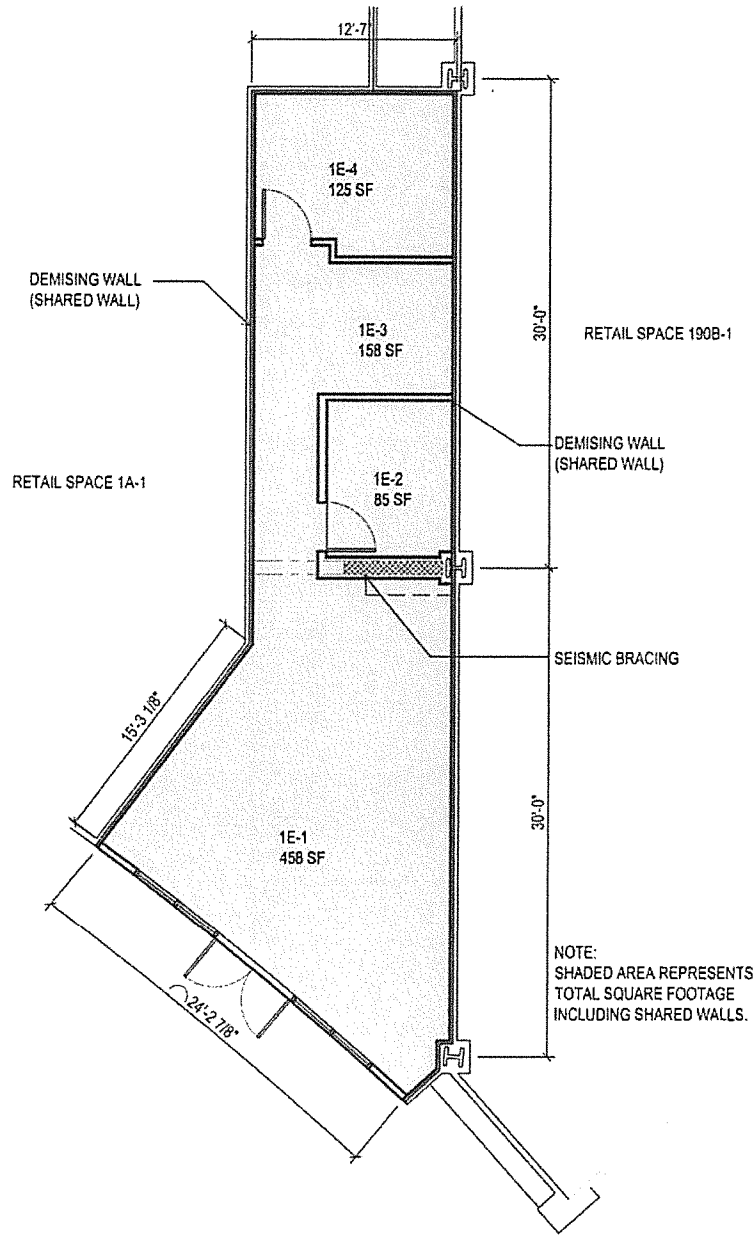 12'-7"
1E-4
125 SF
DEMISING WALL
(SHARED WALL)
1E-3
158 SF
30'-0"
RETAIL SPACE 190B-1
DEMISING WALL
(SHARED WALL)
RETAIL SPACE 1A-1
1E-2
85 SF
SEISMIC BRACING
15'-3 1/8"
1E-1
458 SF
30'-0"
NOTE:
SHADED AREA REPRESENTS
TOTAL SQUARE FOOTAGE
INCLUDING SHARED WALLS.
24'-2 7/8"